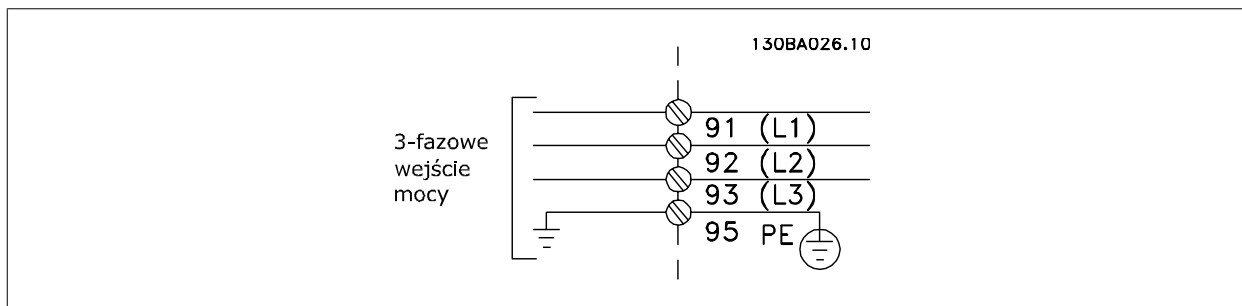 130BA026.10
3-fazowe
wejście
mocy
91 (L1)
92 (L2)
93 (L3)
95 PE